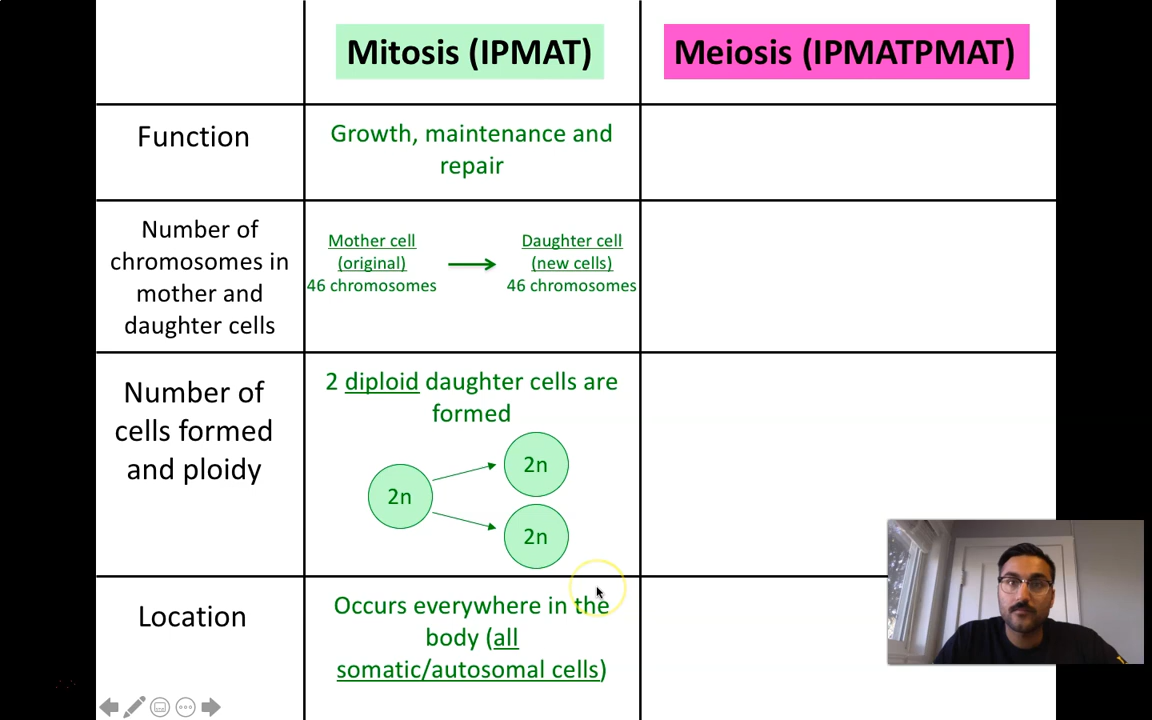 Mitosis (IPMAT)
Meiosis (IPMATPMAT)
Function
Growth, maintenance and
repair
Number of
chromosomes in
mother and
daughter cells
Mother cell
(original)
46 chromosomes
Daughter cell
(new cells)
46 chromosomes
Number of
cells formed
and ploidy
2 diploid daughter cells are
formed
2n
2n
2n
Location
Occurs everywhere in the
body (all
somatic/autosomal cells)